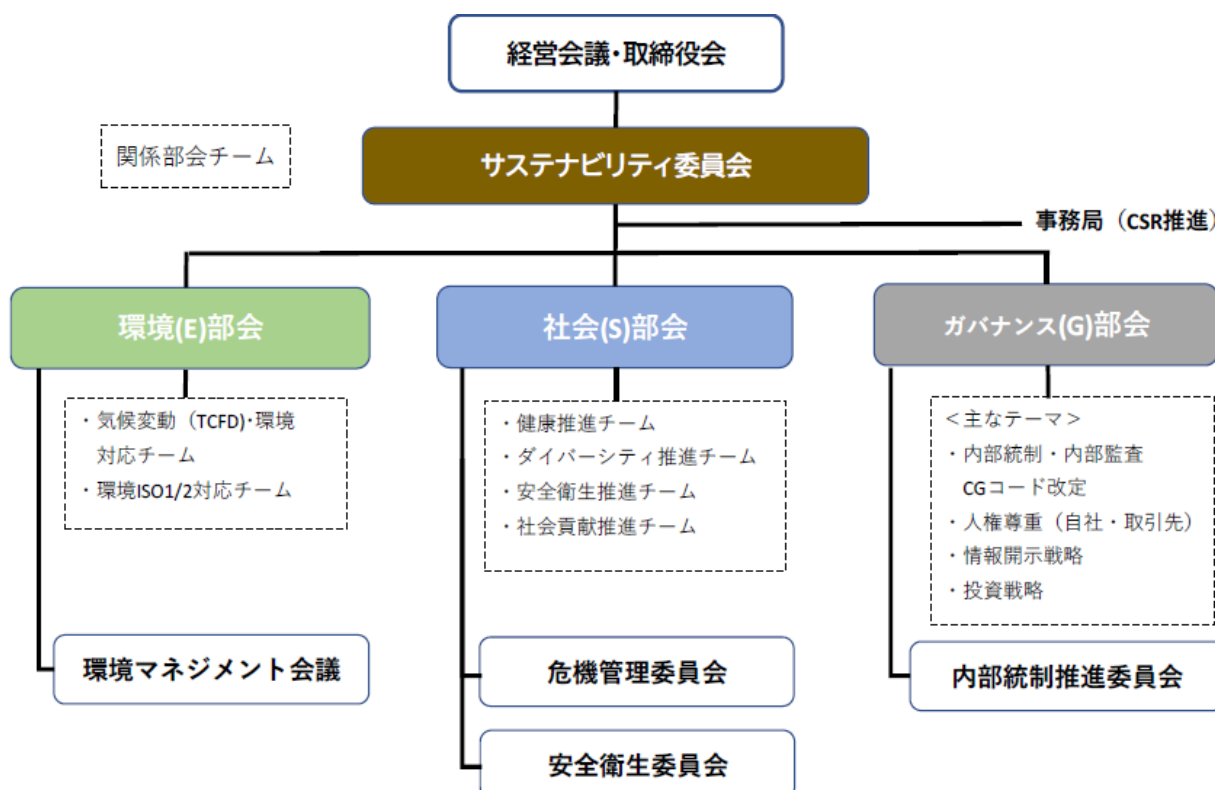 経営会議・取締役会
関係部会チーム
サステナビリティ委員会
事務局（CSR推進）
環境(E)部会
社会(S)部会
ガバナンス(G)部会
・気候変動（TCFD)・環境
対応チーム
・環境ISO1/2対応チーム
・健康推進チーム
・ダイバーシティ推進チーム
・安全衛生推進チーム
・社会貢献推進チーム
＜主なテーマ＞
・内部統制・内部監査
CGコード改定
・人権尊重（自社・取引先）
・情報開示戦略
・投資戦略
環境マネジメント会議
危機管理委員会
内部統制推進委員会
安全衛生委員会